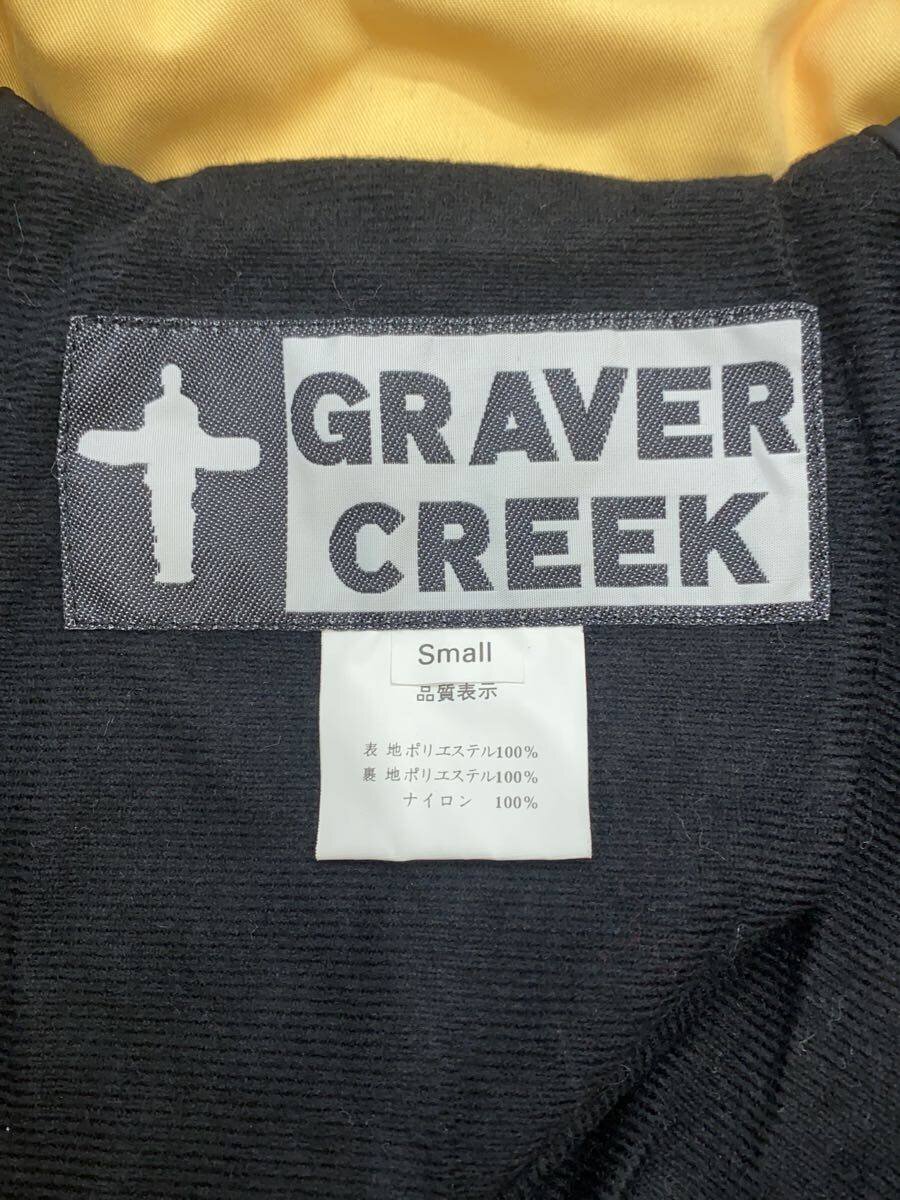 GRAVER
CREEK
Small
品質表示
表 地ポリエステル100%
裏 地ポリエステル100%
ナイロン 100%